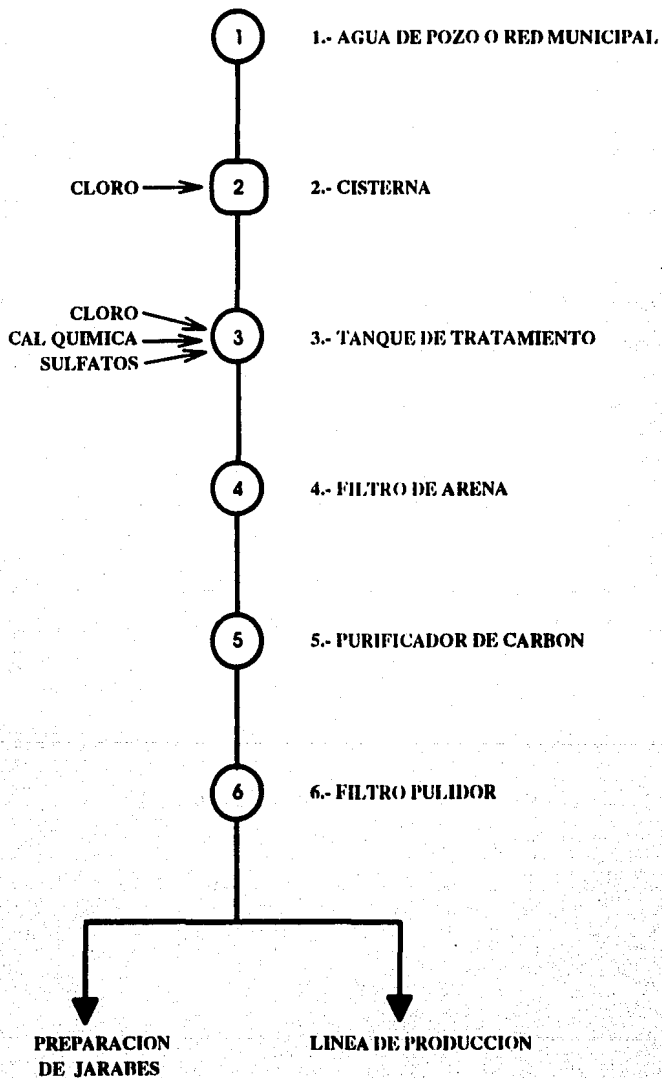 1
1.- AGUA DE POZO O RED MUNICIPAL
CLORO
2
2.- CISTERNA
CLORO
CAL QUIMICA
SULFATOS
3
3.- TANQUE DE TRATAMIENTO
4
4.- FILTRO DE ARENA
5
5.- PURIFICADOR DE CARBON
6
6.- FILTRO PULIDOR
PREPARACION
DE JARABES
LINEA DE PRODUCCION